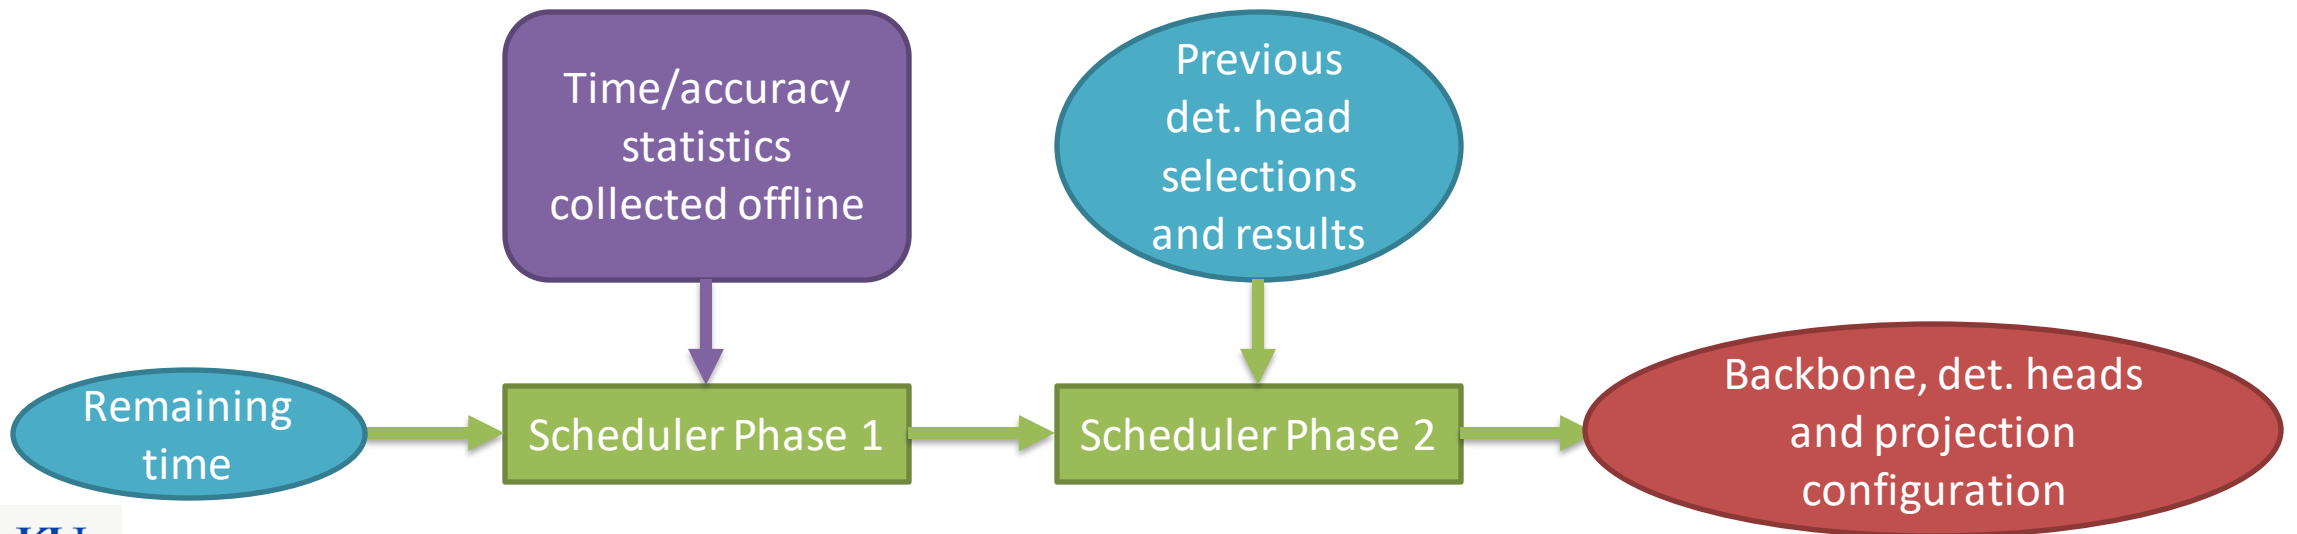 Time/accuracy
statistics
collected offline
Previous
det. head
selections
and results
Remaining
time
Scheduler Phase 1
Scheduler Phase 2
Backbone, det. heads
and projection
configuration